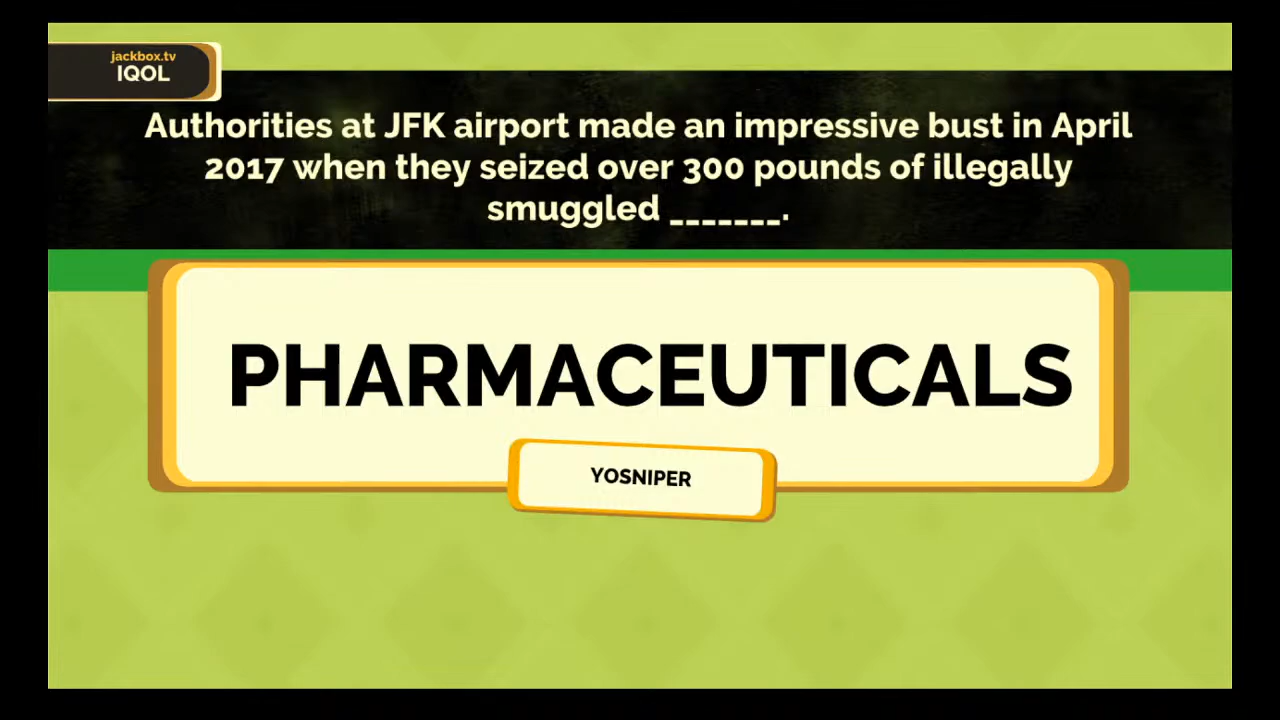 jackbox.tv
IQOL
Authorities at JFK airport made an impressive bust in April
2017 when they seized over 300 pounds of illegally
smuggled _______.
PHARMACEUTICALS
YOSNIPER